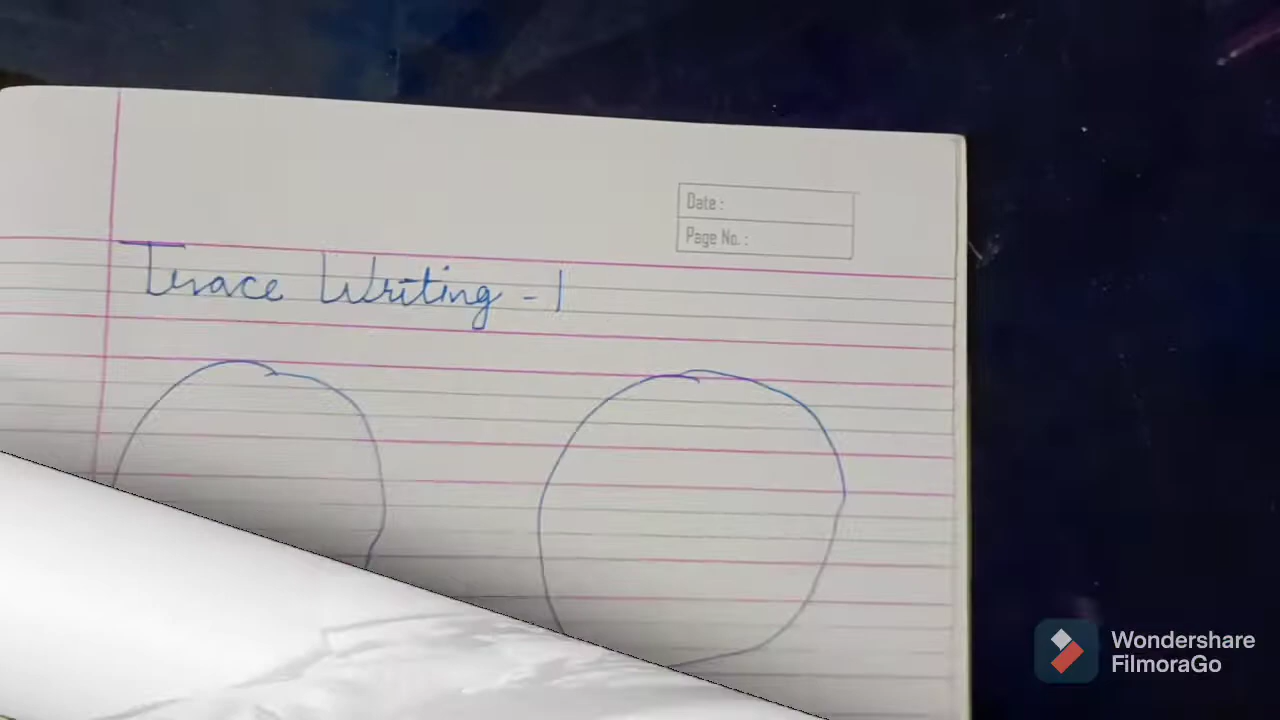 Date :
Page No. :
Trace Writing - 1
Wondershare
FilmoraGo